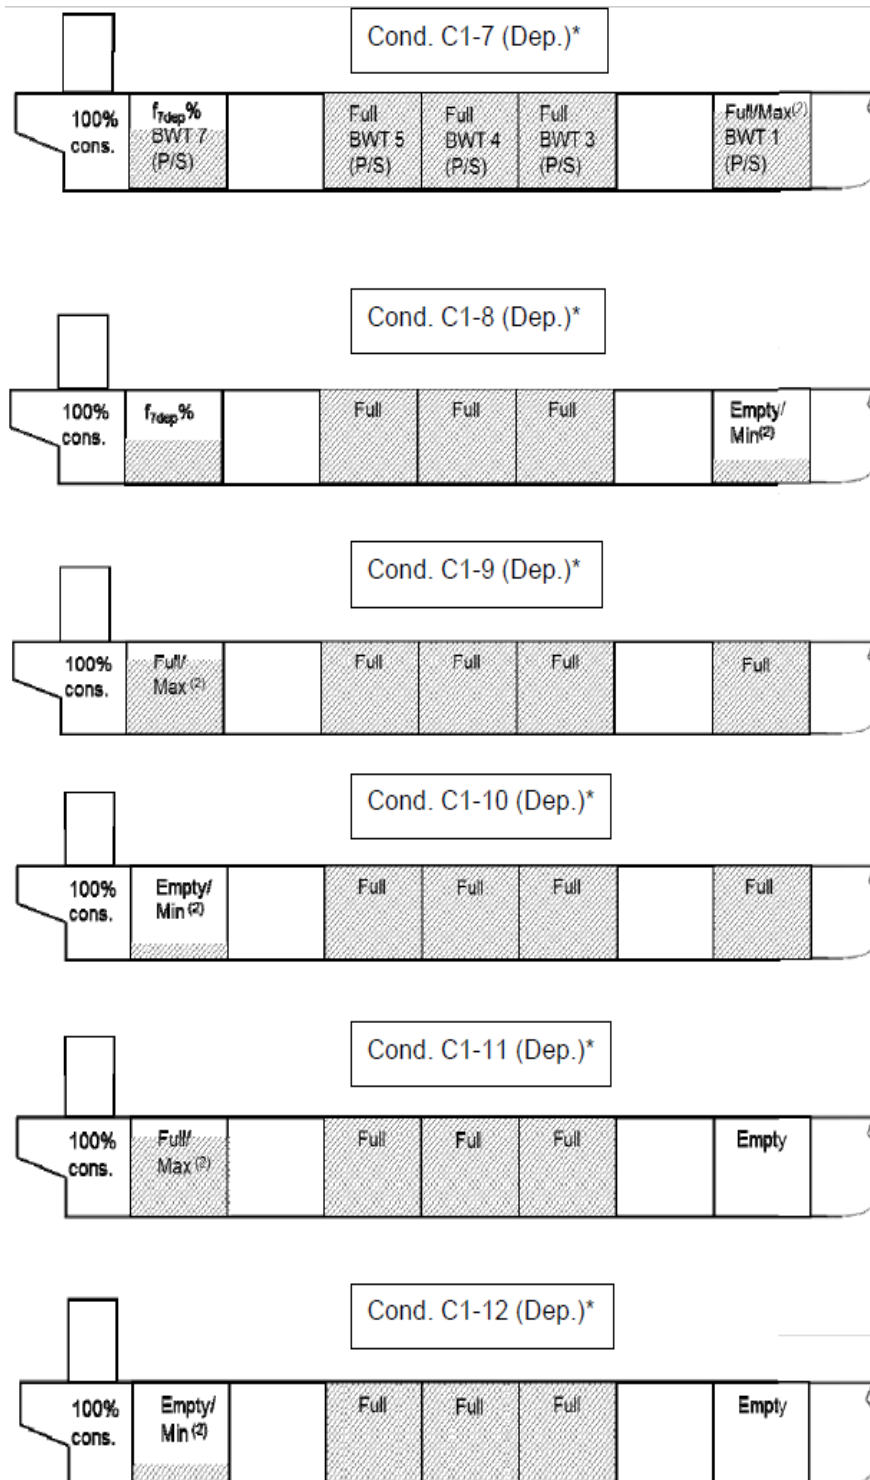 Cond. C1-7 (Dep.)*
100%
cons.
f7dep%
BWT 7
(P/S)
Full
BWT 5
(P/S)
Full
BWT 4
(P/S)
Full
BWT 3
(P/S)
Full/Max(2)
BWT 1
(P/S)
Cond. C1-8 (Dep.)*
100%
cons.
f7dep%
Full
Full
Full
Empty/
Min(2)
Cond. C1-9 (Dep.)*
100%
cons.
Full/
Max (2)
Full
Full
Full
Full
Cond. C1-10 (Dep.)*
100%
cons.
Empty/
Min (2)
Full
Full
Full
Full
Cond. C1-11 (Dep.)*
100%
cons.
Full/
Max (2)
Full
Full
Full
Empty
Cond. C1-12 (Dep.)*
100%
cons.
Empty/
Min (2)
Full
Full
Full
Empty